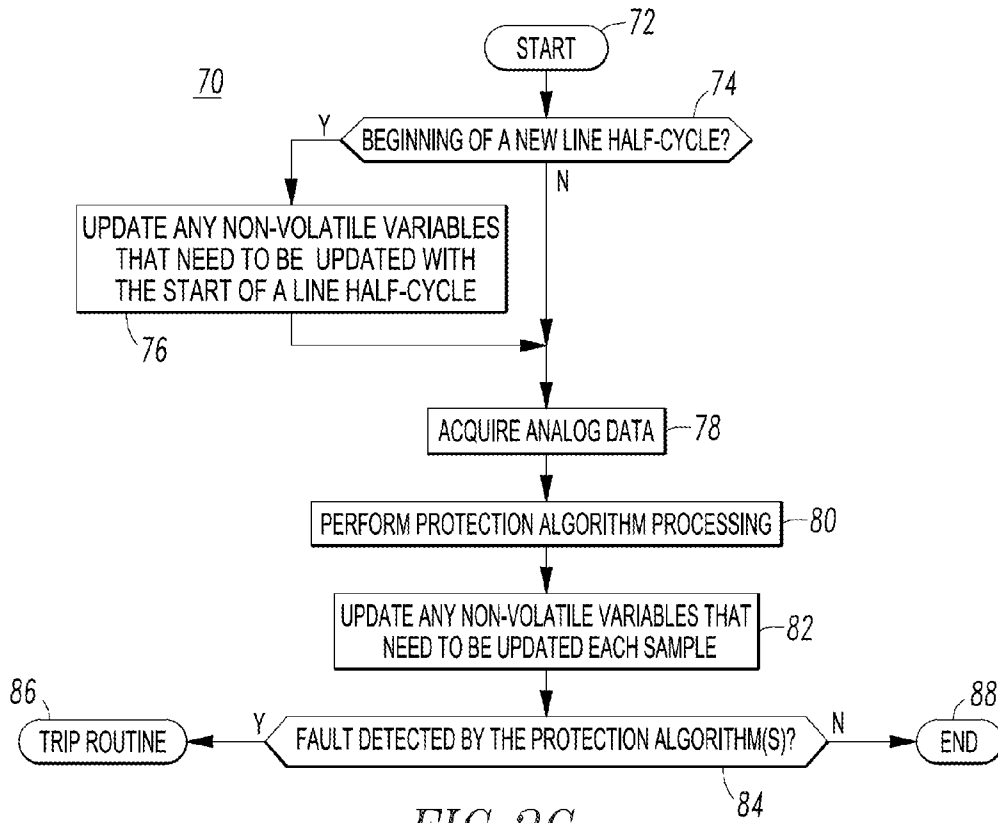 72
START
70
74
Y
BEGINNING OF A NEW LINE HALF-CYCLE?
N
UPDATE ANY NON-VOLATILE VARIABLES
THAT NEED TO BE UPDATED WITH
THE START OF A LINE HALF-CYCLE
76
ACQUIRE ANALOG DATA
78
PERFORM PROTECTION ALGORITHM PROCESSING
80
UPDATE ANY NON-VOLATILE VARIABLES THAT
NEED TO BE UPDATED EACH SAMPLE
82
86
TRIP ROUTINE
Y
FAULT DETECTED BY THE PROTECTION ALGORITHM(S)?
N
88
END
84